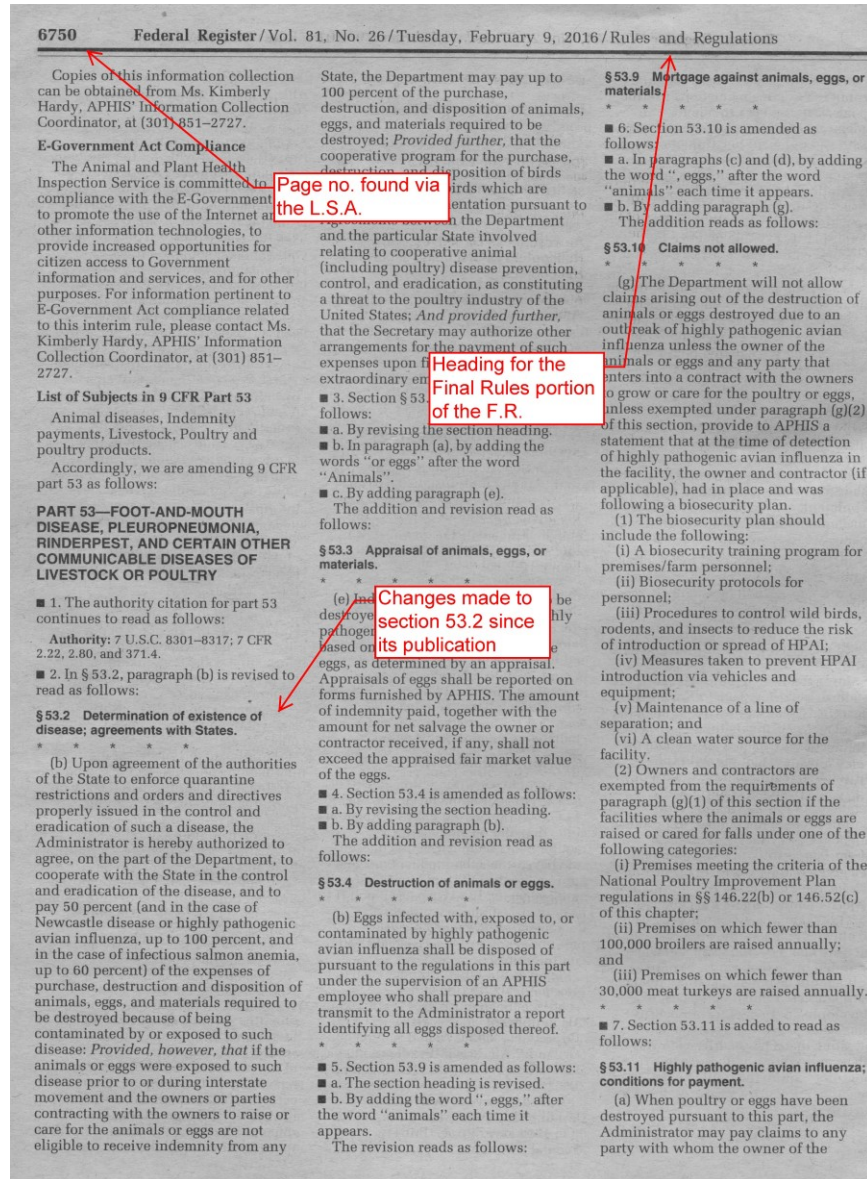 6750 Federal Register / Vol. 81, No. 26 / Tuesday, February 9, 2016 / Rules and Regulations
Copies of this information collection
can be obtained from Ms. Kimberly
Hardy, APHIS' Information Collection
Coordinator, at (301) 851–2727.
E-Government Act Compliance
The Animal and Plant Health
Inspection Service is committed to
compliance with the E-Government
to promote the use of the Internet and
other information technologies, to
provide increased opportunities for
citizen access to Government
information and services, and for other
purposes. For information pertinent to
E-Government Act compliance related
to this interim rule, please contact Ms.
Kimberly Hardy, APHIS' Information
Collection Coordinator, at (301) 851–
2727.
List of Subjects in 9 CFR Part 53
Animal diseases, Indemnity
payments, Livestock, Poultry and
poultry products.
Accordingly, we are amending 9 CFR
part 53 as follows:
PART 53—FOOT-AND-MOUTH
DISEASE, PLEUROPNEUMONIA,
RINDERPEST, AND CERTAIN OTHER
COMMUNICABLE DISEASES OF
LIVESTOCK OR POULTRY
■ 1. The authority citation for part 53
continues to read as follows:
Authority: 7 U.S.C. 8301–8317; 7 CFR
2.22, 2.80, and 371.4.
■ 2. In § 53.2, paragraph (b) is revised to
read as follows:
§ 53.2 Determination of existence of
disease; agreements with States.
* * * * *
(b) Upon agreement of the authorities
of the State to enforce quarantine
restrictions and orders and directives
properly issued in the control and
eradication of such a disease, the
Administrator is hereby authorized to
agree, on the part of the Department, to
cooperate with the State in the control
and eradication of the disease, and to
pay 50 percent (and in the case of
Newcastle disease or highly pathogenic
avian influenza, up to 100 percent, and
in the case of infectious salmon anemia,
up to 60 percent) of the expenses of
purchase, destruction and disposition of
animals, eggs, and materials required to
be destroyed because of being
contaminated by or exposed to such
disease: Provided, however, that if the
animals or eggs were exposed to such
disease prior to or during interstate
movement and the owners or parties
contracting with the owners to raise or
care for the animals or eggs are not
eligible to receive indemnity from any
State, the Department may pay up to
100 percent of the purchase,
destruction, and disposition of animals,
eggs, and materials required to be
destroyed; Provided further, that the
cooperative program for the purchase,
destruction, and disposition of birds
birds which are
pursuant to
Agreements between the Department
and the particular State involved
relating to cooperative animal
(including poultry) disease prevention,
control, and eradication, as constituting
a threat to the poultry industry of the
United States; And provided further,
that the Secretary may authorize other
arrangements for the payment of such
expenses upon
extraordinary
■ 3. Section § 53.
follows:
■ a. By revising the section heading.
■ b. In paragraph (a), by adding the
words "or eggs" after the word
"Animals".
■ c. By adding paragraph (e).
The addition and revision read as
follows:
§ 53.3 Appraisal of animals, eggs, or
materials.
* * * * *
(e) be
based on
eggs, as determined by an appraisal.
Appraisals of eggs shall be reported on
forms furnished by APHIS. The amount
of indemnity paid, together with the
amount for net salvage the owner or
contractor received, if any, shall not
exceed the appraised fair market value
of the eggs.
■ 4. Section 53.4 is amended as follows:
■ a. By revising the section heading.
■ b. By adding paragraph (b).
The addition and revision read as
follows:
§ 53.4 Destruction of animals or eggs.
* * * * *
(b) Eggs infected with, exposed to, or
contaminated by highly pathogenic
avian influenza shall be disposed of
pursuant to the regulations in this part
under the supervision of an APHIS
employee who shall prepare and
transmit to the Administrator a report
identifying all eggs disposed thereof.
* * * * *
■ 5. Section 53.9 is amended as follows:
■ a. The section heading is revised.
■ b. By adding the word ", eggs," after
the word "animals" each time it
appears.
The revision reads as follows:
§ 53.9 Mortgage against animals, eggs, or
materials.
* * * * *
■ 6. Section 53.10 is amended as
follows:
■ a. In paragraphs (c) and (d), by adding
the word ", eggs," after the word
"animals" each time it appears.
■ b. By adding paragraph (g).
The addition reads as follows:
§ 53.10 Claims not allowed.
* * * * *
(g) The Department will not allow
claims arising out of the destruction of
animals or eggs destroyed due to an
outbreak of highly pathogenic avian
influenza unless the owner of the
animals or eggs and any party that
enters into a contract with the owners
to grow or care for the poultry or eggs,
unless exempted under paragraph (g)(2)
of this section, provide to APHIS a
statement that at the time of detection
of highly pathogenic avian influenza in
the facility, the owner and contractor (if
applicable), had in place and was
following a biosecurity plan.
(1) The biosecurity plan should
include the following:
(i) A biosecurity training program for
premises/farm personnel;
(ii) Biosecurity protocols for
personnel;
(iii) Procedures to control wild birds,
rodents, and insects to reduce the risk
of introduction or spread of HPAI;
(iv) Measures taken to prevent HPAI
introduction via vehicles and
equipment;
(v) Maintenance of a line of
separation; and
(vi) A clean water source for the
facility.
(2) Owners and contractors are
exempted from the requirements of
paragraph (g)(1) of this section if the
facilities where the animals or eggs are
raised or cared for falls under one of the
following categories:
(i) Premises meeting the criteria of the
National Poultry Improvement Plan
regulations in §§ 146.22(b) or 146.52(c)
of this chapter;
(ii) Premises on which fewer than
100,000 broilers are raised annually;
and
(iii) Premises on which fewer than
30,000 meat turkeys are raised annually.
* * * * *
■ 7. Section 53.11 is added to read as
follows:
§ 53.11 Highly pathogenic avian influenza;
conditions for payment.
(a) When poultry or eggs have been
destroyed pursuant to this part, the
Administrator may pay claims to any
party with whom the owner of the
Page no. found via
the L.S.A.
Heading for the
Final Rules portion
of the F.R.
Changes made to
section 53.2 since
its publication